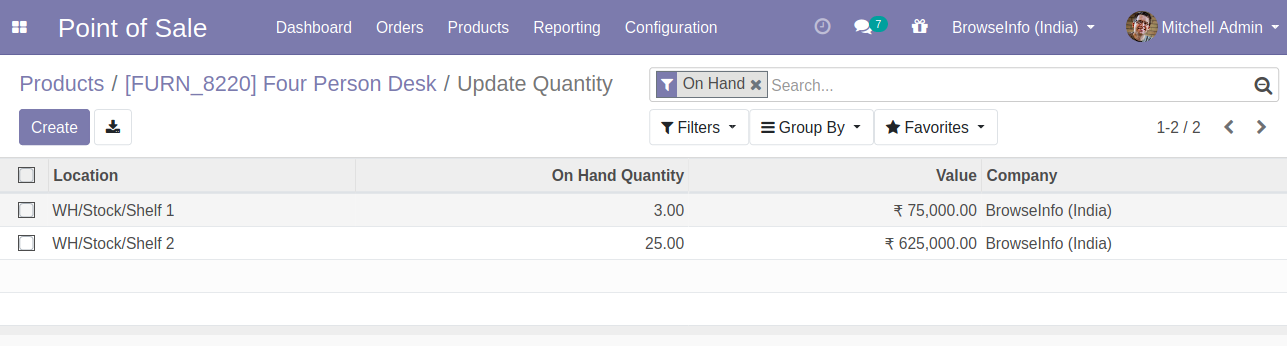 Point of Sale Dashboard Orders Products Reporting Configuration 7 BrowseInfo (India) Mitchell Admin
Products / [FURN_8220] Four Person Desk / Update Quantity On Hand Search...
Create Filters Group By Favorites 1-2 / 2
Location On Hand Quantity Value Company
WH/Stock/Shelf 1 3.00 ₹ 75,000.00 BrowseInfo (India)
WH/Stock/Shelf 2 25.00 ₹ 625,000.00 BrowseInfo (India)